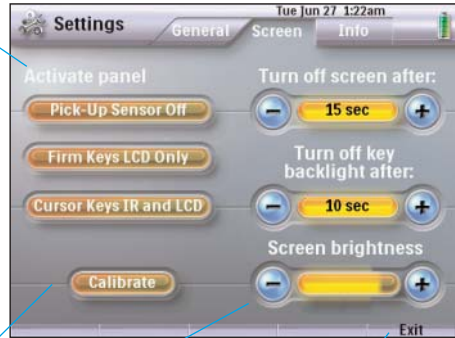 Tue Jun 27 1:22am
Settings
General
Screen
Info
Activate panel
Pick-Up Sensor Off
Firm Keys LCD Only
Cursor Keys IR and LCD
Calibrate
Turn off screen after:
15 sec
Turn off key
backlight after:
10 sec
Screen brightness
Exit